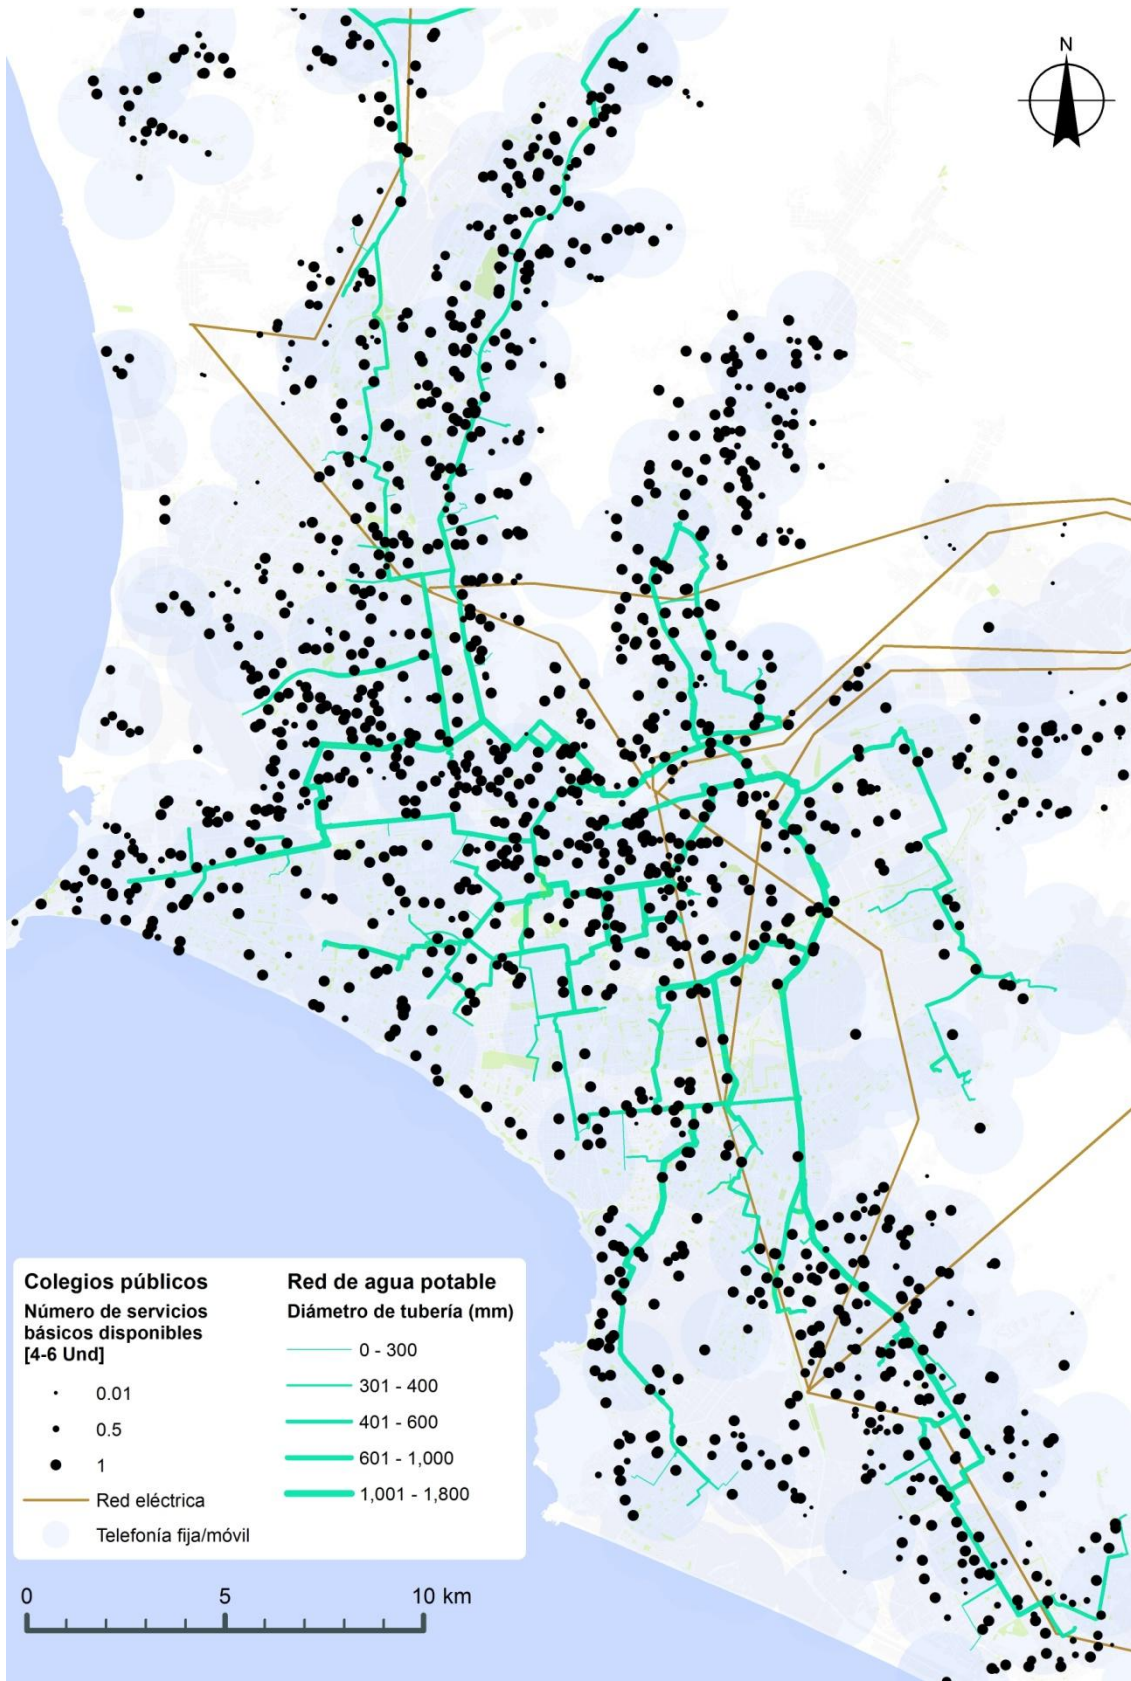 N
Colegios públicos
Número de servicios
básicos disponibles
[4-6 Und]
0.01
0.5
1
Red eléctrica
Telefonía fija/móvil
Red de agua potable
Diámetro de tubería (mm)
0 - 300
301 - 400
401 - 600
601 - 1,000
1,001 - 1,800
0 5 10 km